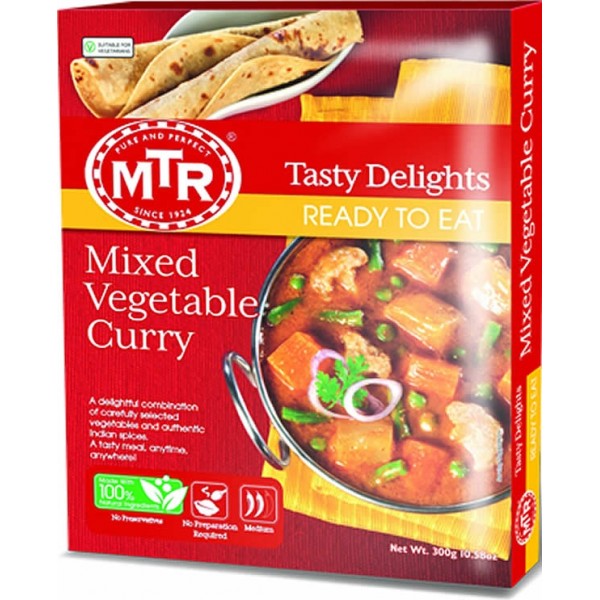 SUITABLE FOR
VEGETARIANS
PURE AND PERFECT
MTR
®
SINCE 1924
Tasty Delights
READY TO EAT
Mixed
Vegetable
Curry
A delightful combination
of carefully selected
vegetables and authentic
Indian spices.
A tasty meal, anytime,
anywhere!
Made With
100%
Natural Ingredients
No Preservatives
No Preparation
Required
Medium
Net Wt. 300g
Mixed Vegetable Curry
Tasty Delights
READY TO EAT
MTR